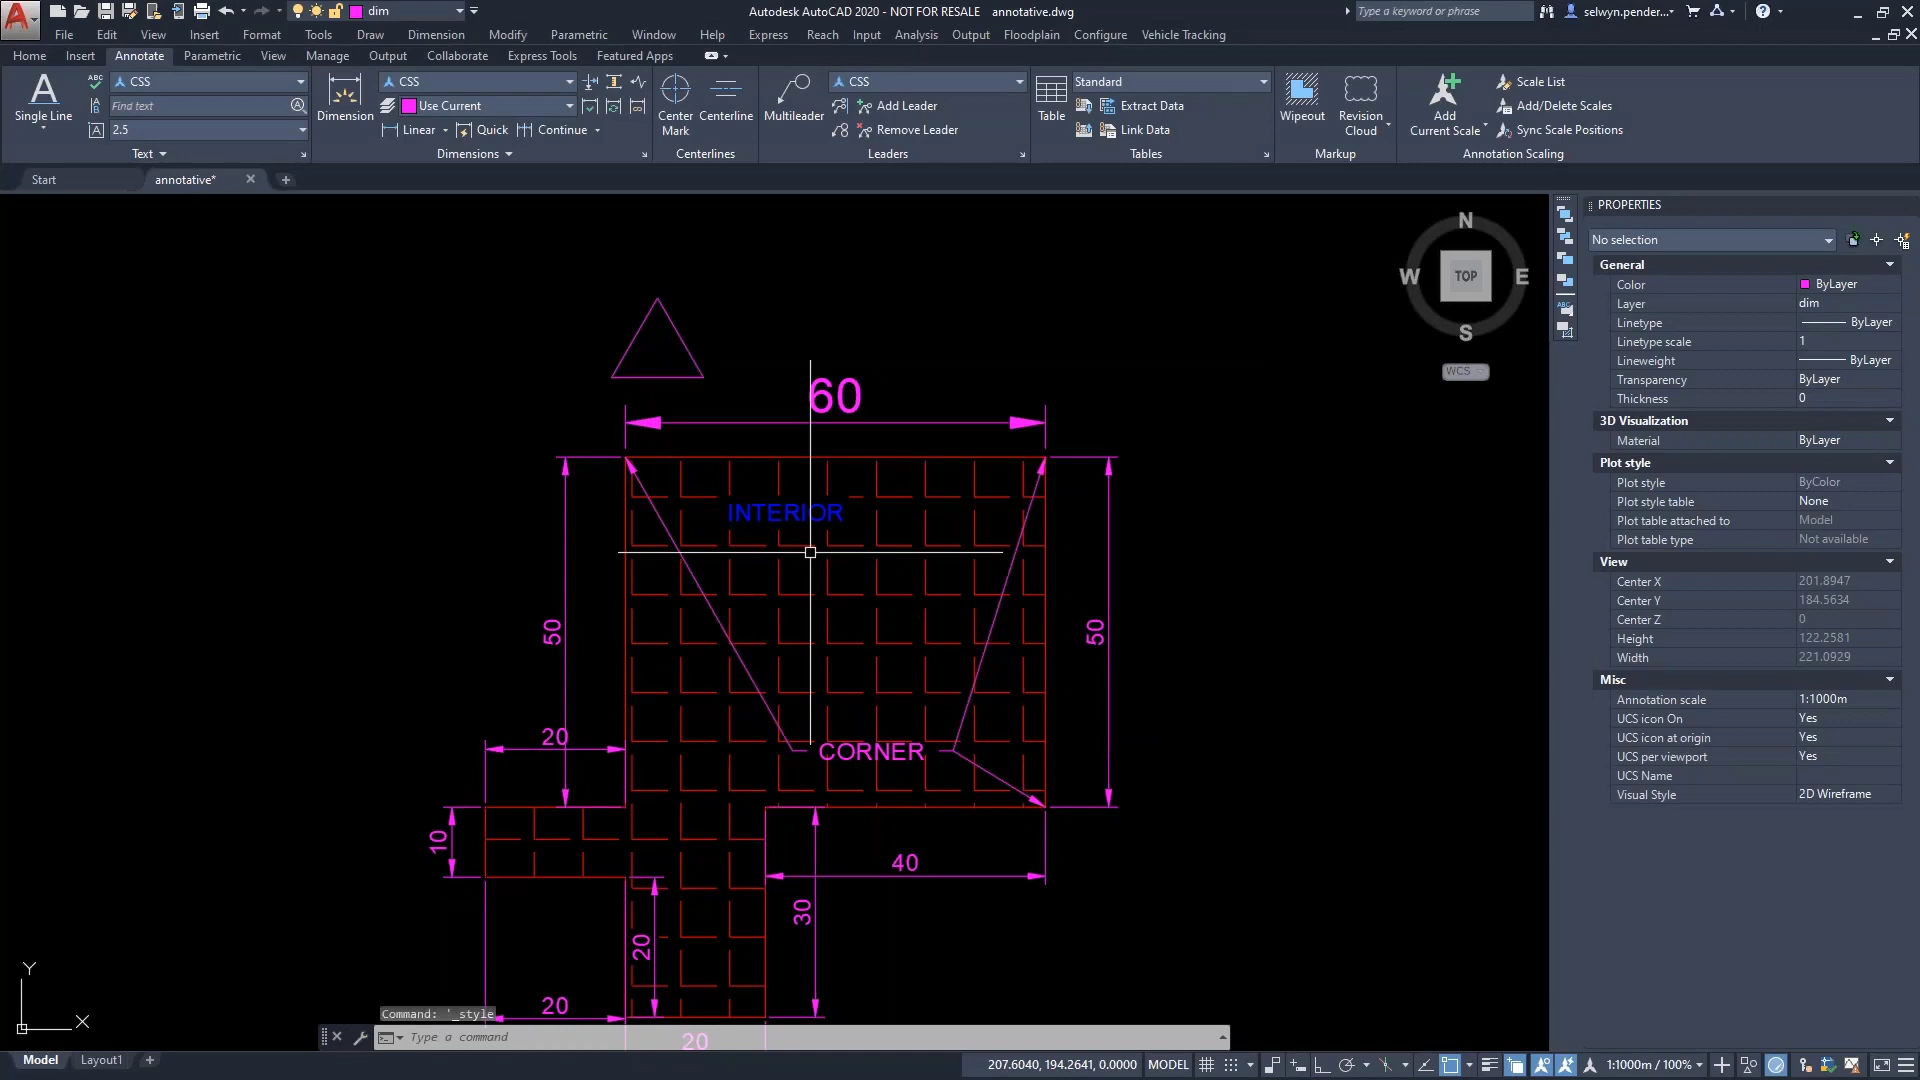 dim
Autodesk AutoCAD 2020 - NOT FOR RESALE annotative.dwg
Type a keyword or phrase
selwyn.pender...
File Edit View Insert Format Tools Draw Dimension Modify Parametric Window Help Express Reach Input Analysis Output Floodplain Configure Vehicle Tracking
Home Insert Annotate Parametric View Manage Output Collaborate Express Tools Featured Apps
A
Single Line
ABC
CSS
Find text
2.5
Text
Dimension
CSS
Use Current
Linear Quick Continue
Dimensions
Center Mark
Centerline
Centerlines
Multileader
CSS
Add Leader
Remove Leader
Leaders
Table
Standard
Extract Data
Link Data
Tables
Wipeout
Revision Cloud
Markup
Add Current Scale
Scale List
Add/Delete Scales
Sync Scale Positions
Annotation Scaling
Start
annotative*
N
W
TOP
E
S
WCS
60
INTERIOR
50
50
CORNER
20
10
40
30
20
20
20
Y
X
Command: '_style
Type a command
PROPERTIES
No selection
General
Color ByLayer
Layer dim
Linetype ByLayer
Linetype scale 1
Lineweight ByLayer
Transparency ByLayer
Thickness 0
3D Visualization
Material ByLayer
Plot style
Plot style ByColor
Plot style table None
Plot table attached to Model
Plot table type Not available
View
Center X 201.8947
Center Y 184.5634
Center Z 0
Height 122.2581
Width 221.0929
Misc
Annotation scale 1:1000m
UCS icon On Yes
UCS icon at origin Yes
UCS per viewport Yes
UCS Name
Visual Style 2D Wireframe
Model Layout1
207.6040, 194.2641, 0.0000 MODEL
1:1000m / 100%